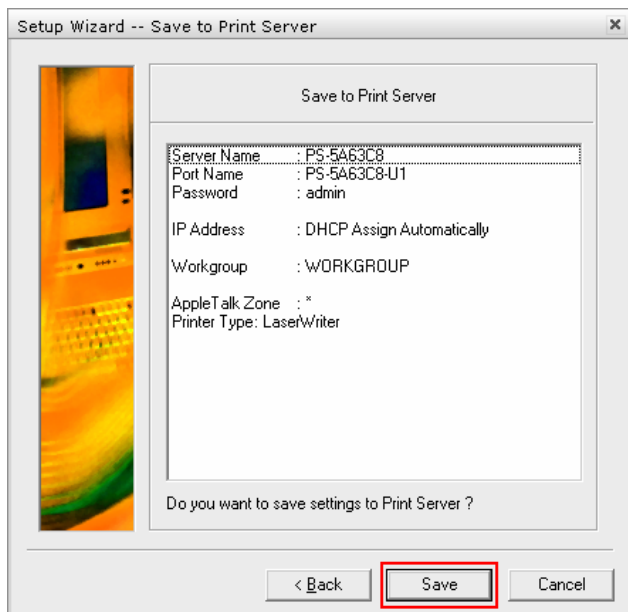 Setup Wizard -- Save to Print Server
Save to Print Server
Server Name : PS-5A63C8
Port Name : PS-5A63C8-U1
Password : admin
IP Address : DHCP Assign Automatically
Workgroup : WORKGROUP
AppleTalk Zone : *
Printer Type: LaserWriter
Do you want to save settings to Print Server ?
< Back Save Cancel